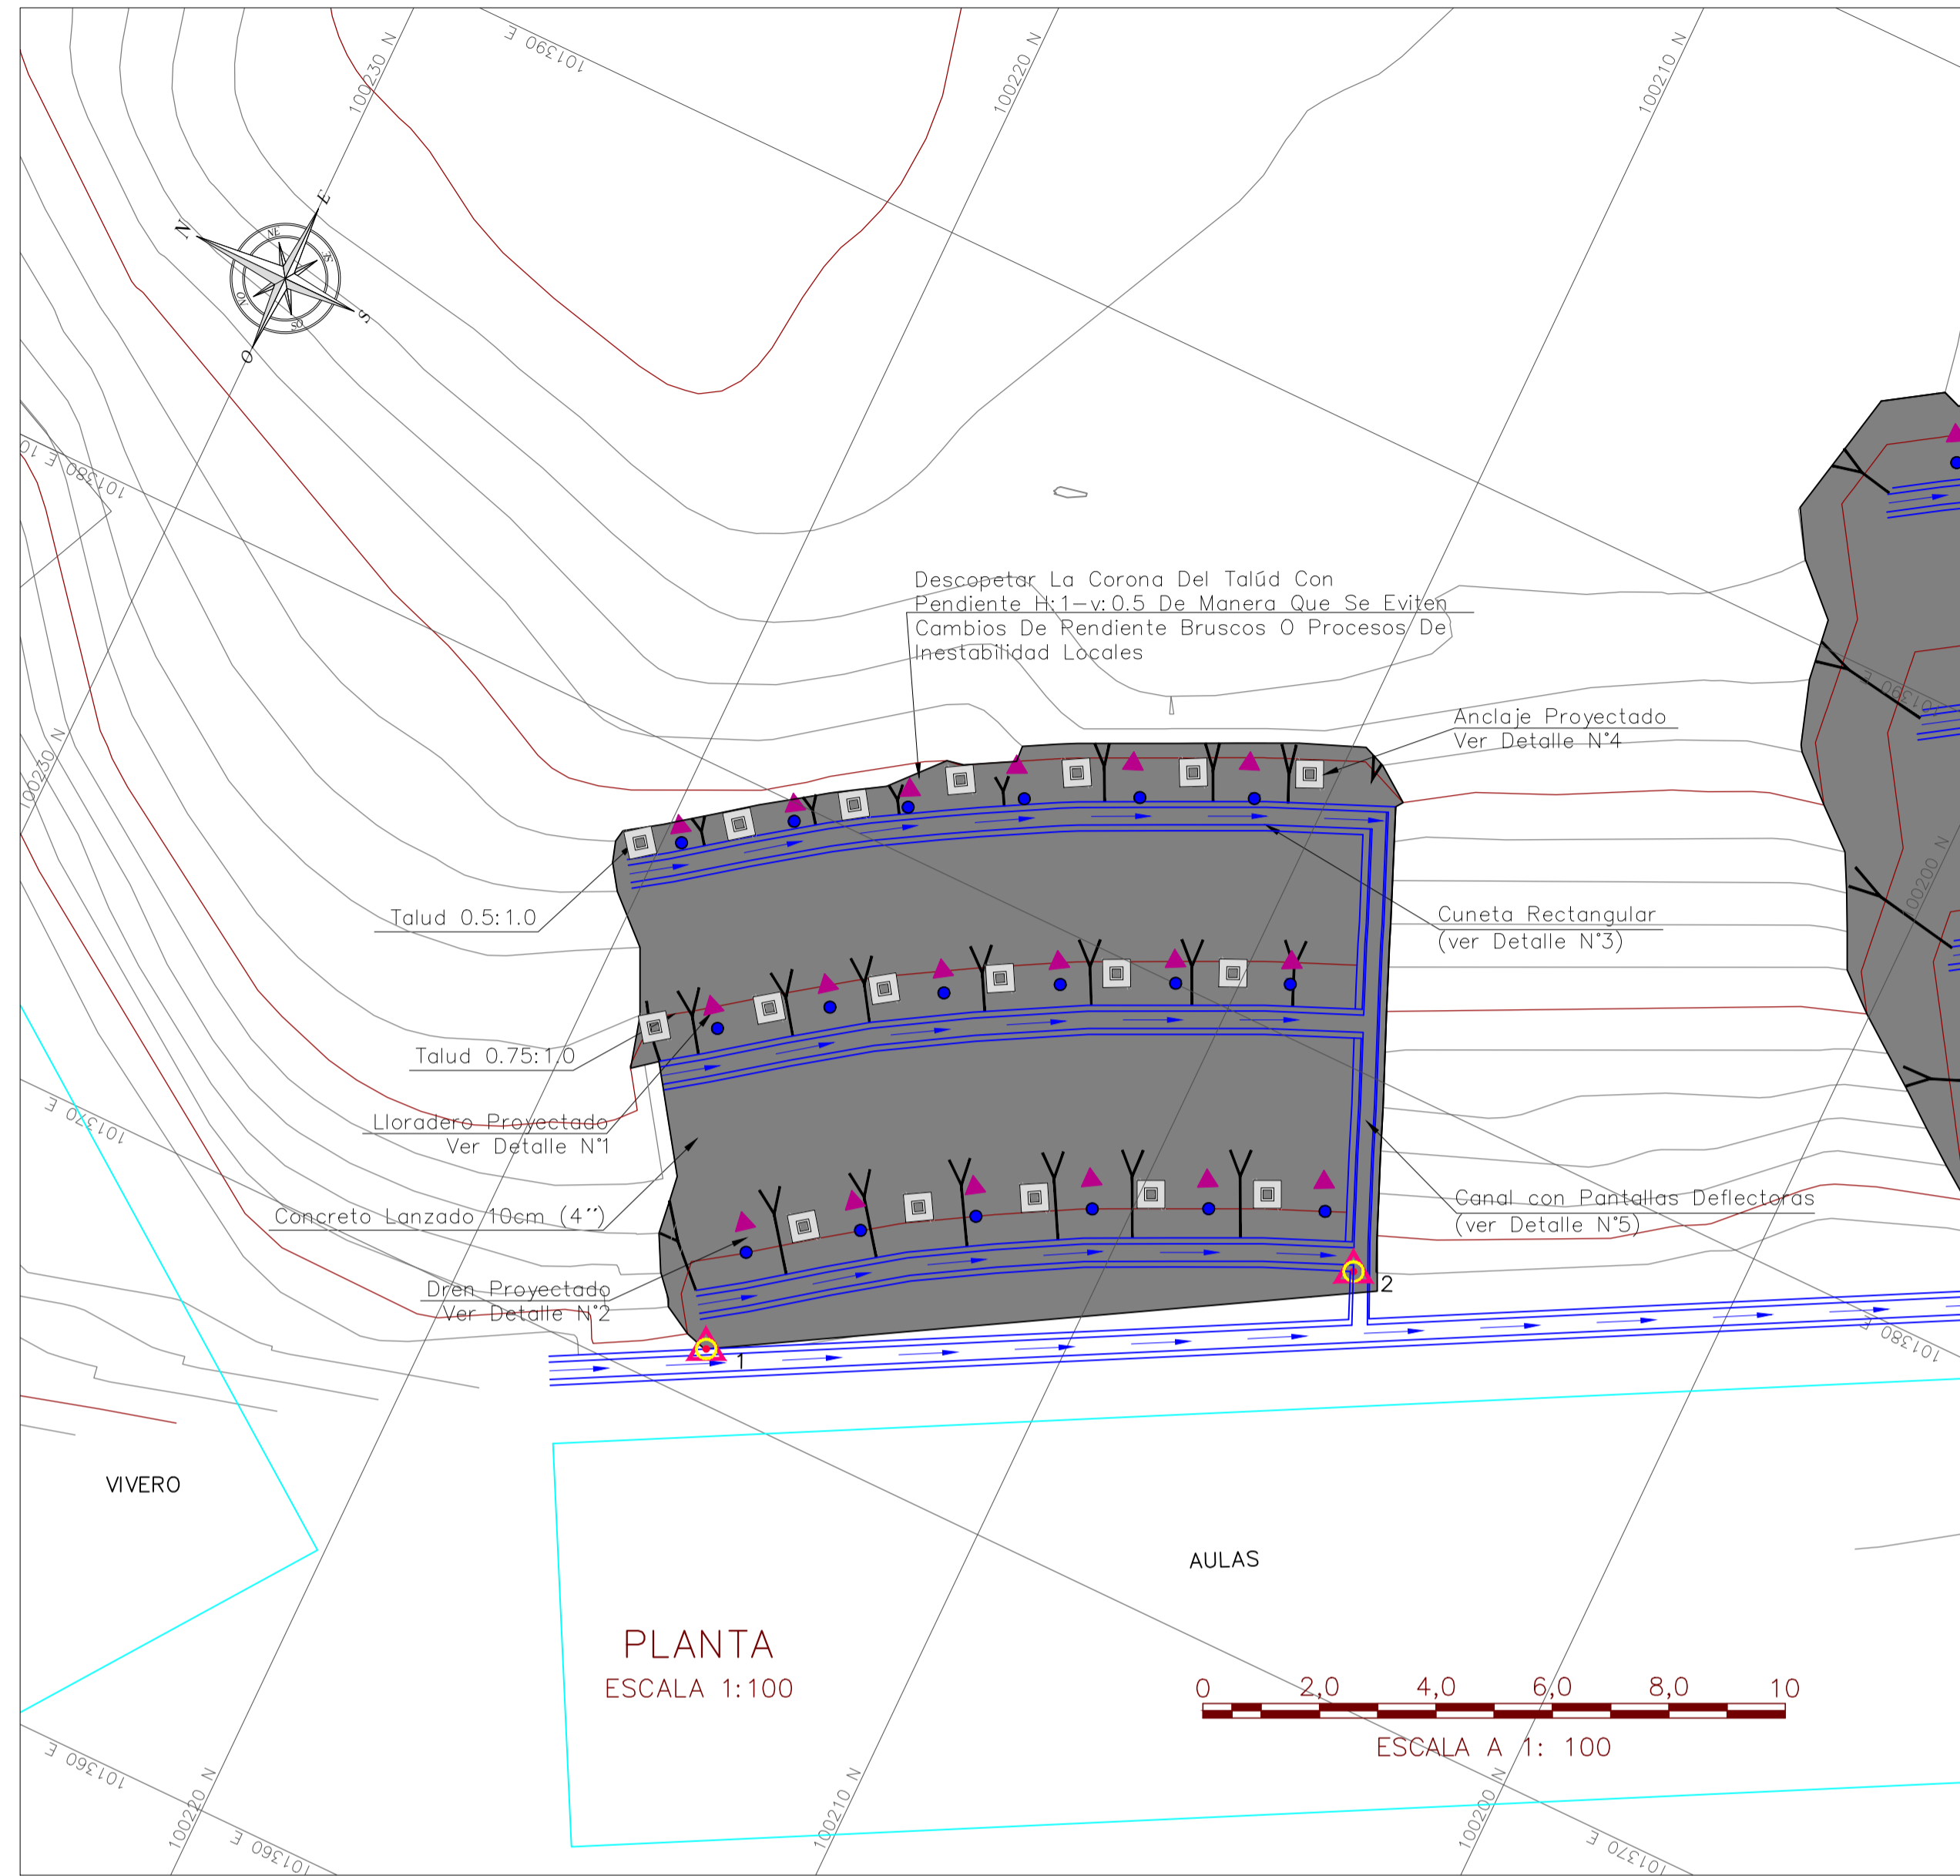 101390 E
100230 N
100220 N
100210 N
N
NE
E
SE
S
SO
O
NO
101380 E
10
Descopetar La Corona Del Talúd Con
Pendiente H:1-v:0.5 De Manera Que Se Eviten
Cambios De Pendiente Bruscos O Procesos De
Inestabilidad Locales
101390 E
Anclaje Proyectado
Ver Detalle N°4
100230 N
100200 N
Talud 0.5:1.0
Cuneta Rectangular
(ver Detalle N°3)
Talud 0.75:1.0
101370 E
Lloradero Proyectado
Ver Detalle N°1
Concreto Lanzado 10cm (4´´)
Canal con Pantallas Deflectoras
(ver Detalle N°5)
Dren Proyectado
Ver Detalle N°2
2
1
101380 E
VIVERO
AULAS
PLANTA
ESCALA 1:100
0 2,0 4,0 6,0 8,0 10
ESCALA A 1: 100
101360 E
100220 N
101360 E
100210 N
100200 N
101370 E